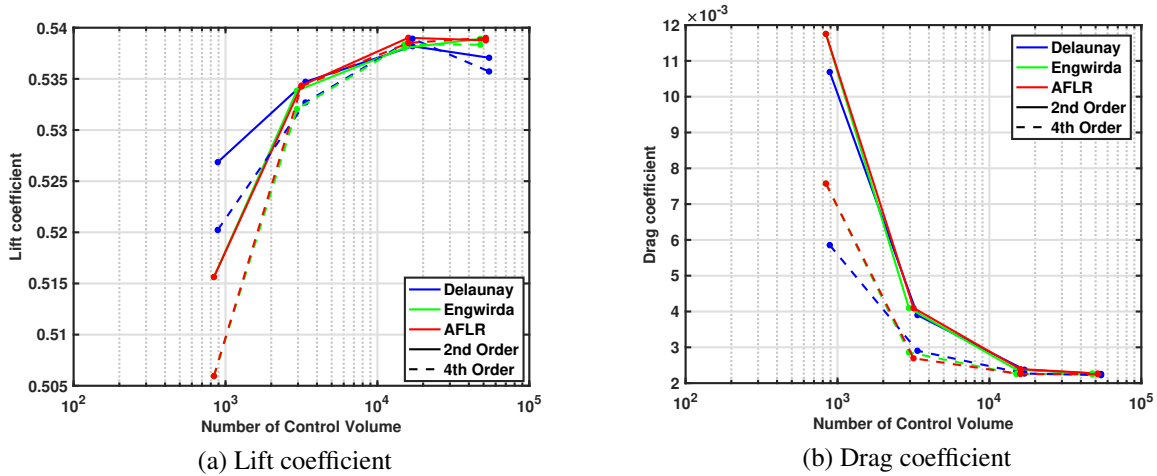 0.54
0.535
0.53
0.525
0.52
0.515
0.51
0.505
Lift coefficient
Delaunay
Engwirda
AFLR
2nd Order
4th Order
10^2
10^3
10^4
10^5
Number of Control Volume
(a) Lift coefficient
×10^-3
12
11
10
9
8
7
6
5
4
3
2
Drag coefficient
Delaunay
Engwirda
AFLR
2nd Order
4th Order
10^2
10^3
10^4
10^5
Number of Control Volume
(b) Drag coefficient